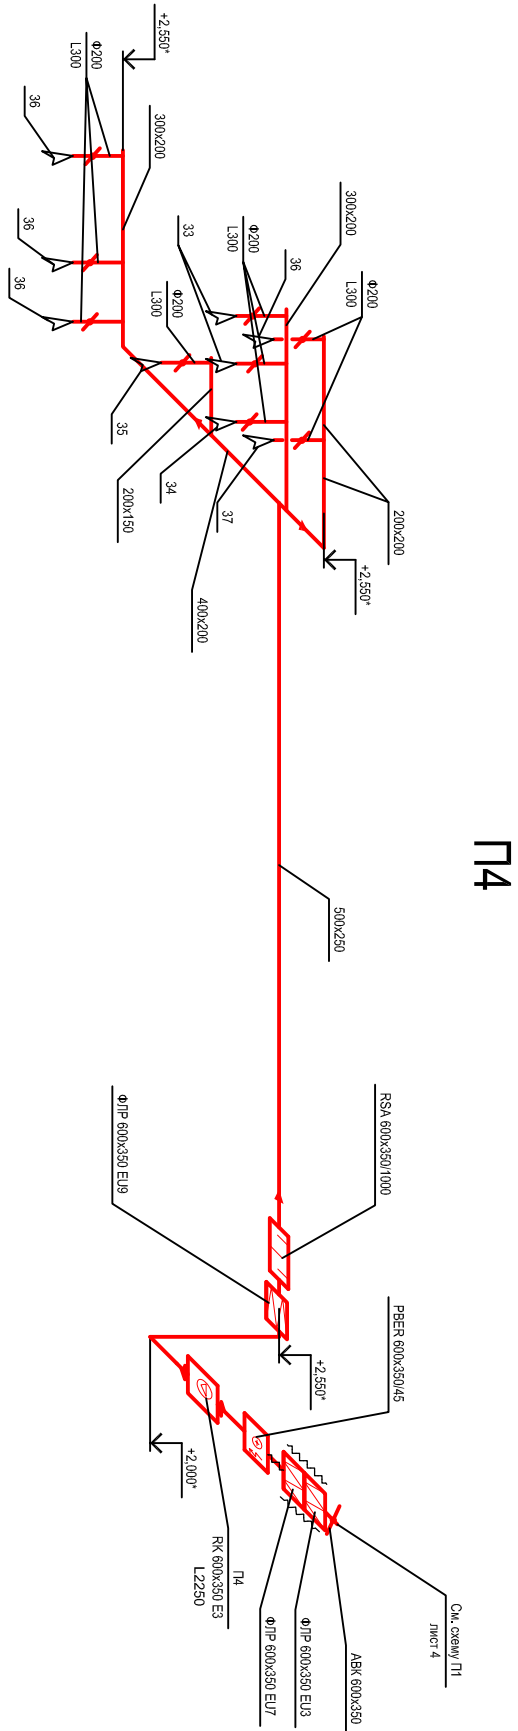 П4
+2,550*
Ф200
L300
36
300x200
36
36
33
Ф200
L300
36
300x200
Ф200
L300
Ф200
L300
35
200x150
34
37
200x200
+2,550*
400x200
500x250
RSA 600x350/1000
ФЛР 600x350 EU9
+2,550*
PBER 600x350/45
+2,000*
П4
RK 600x350 E3
L2250
ФЛР 600x350 EU7
ФЛР 600x350 EU3
АВК 600x350
См. схему П1
лист 4